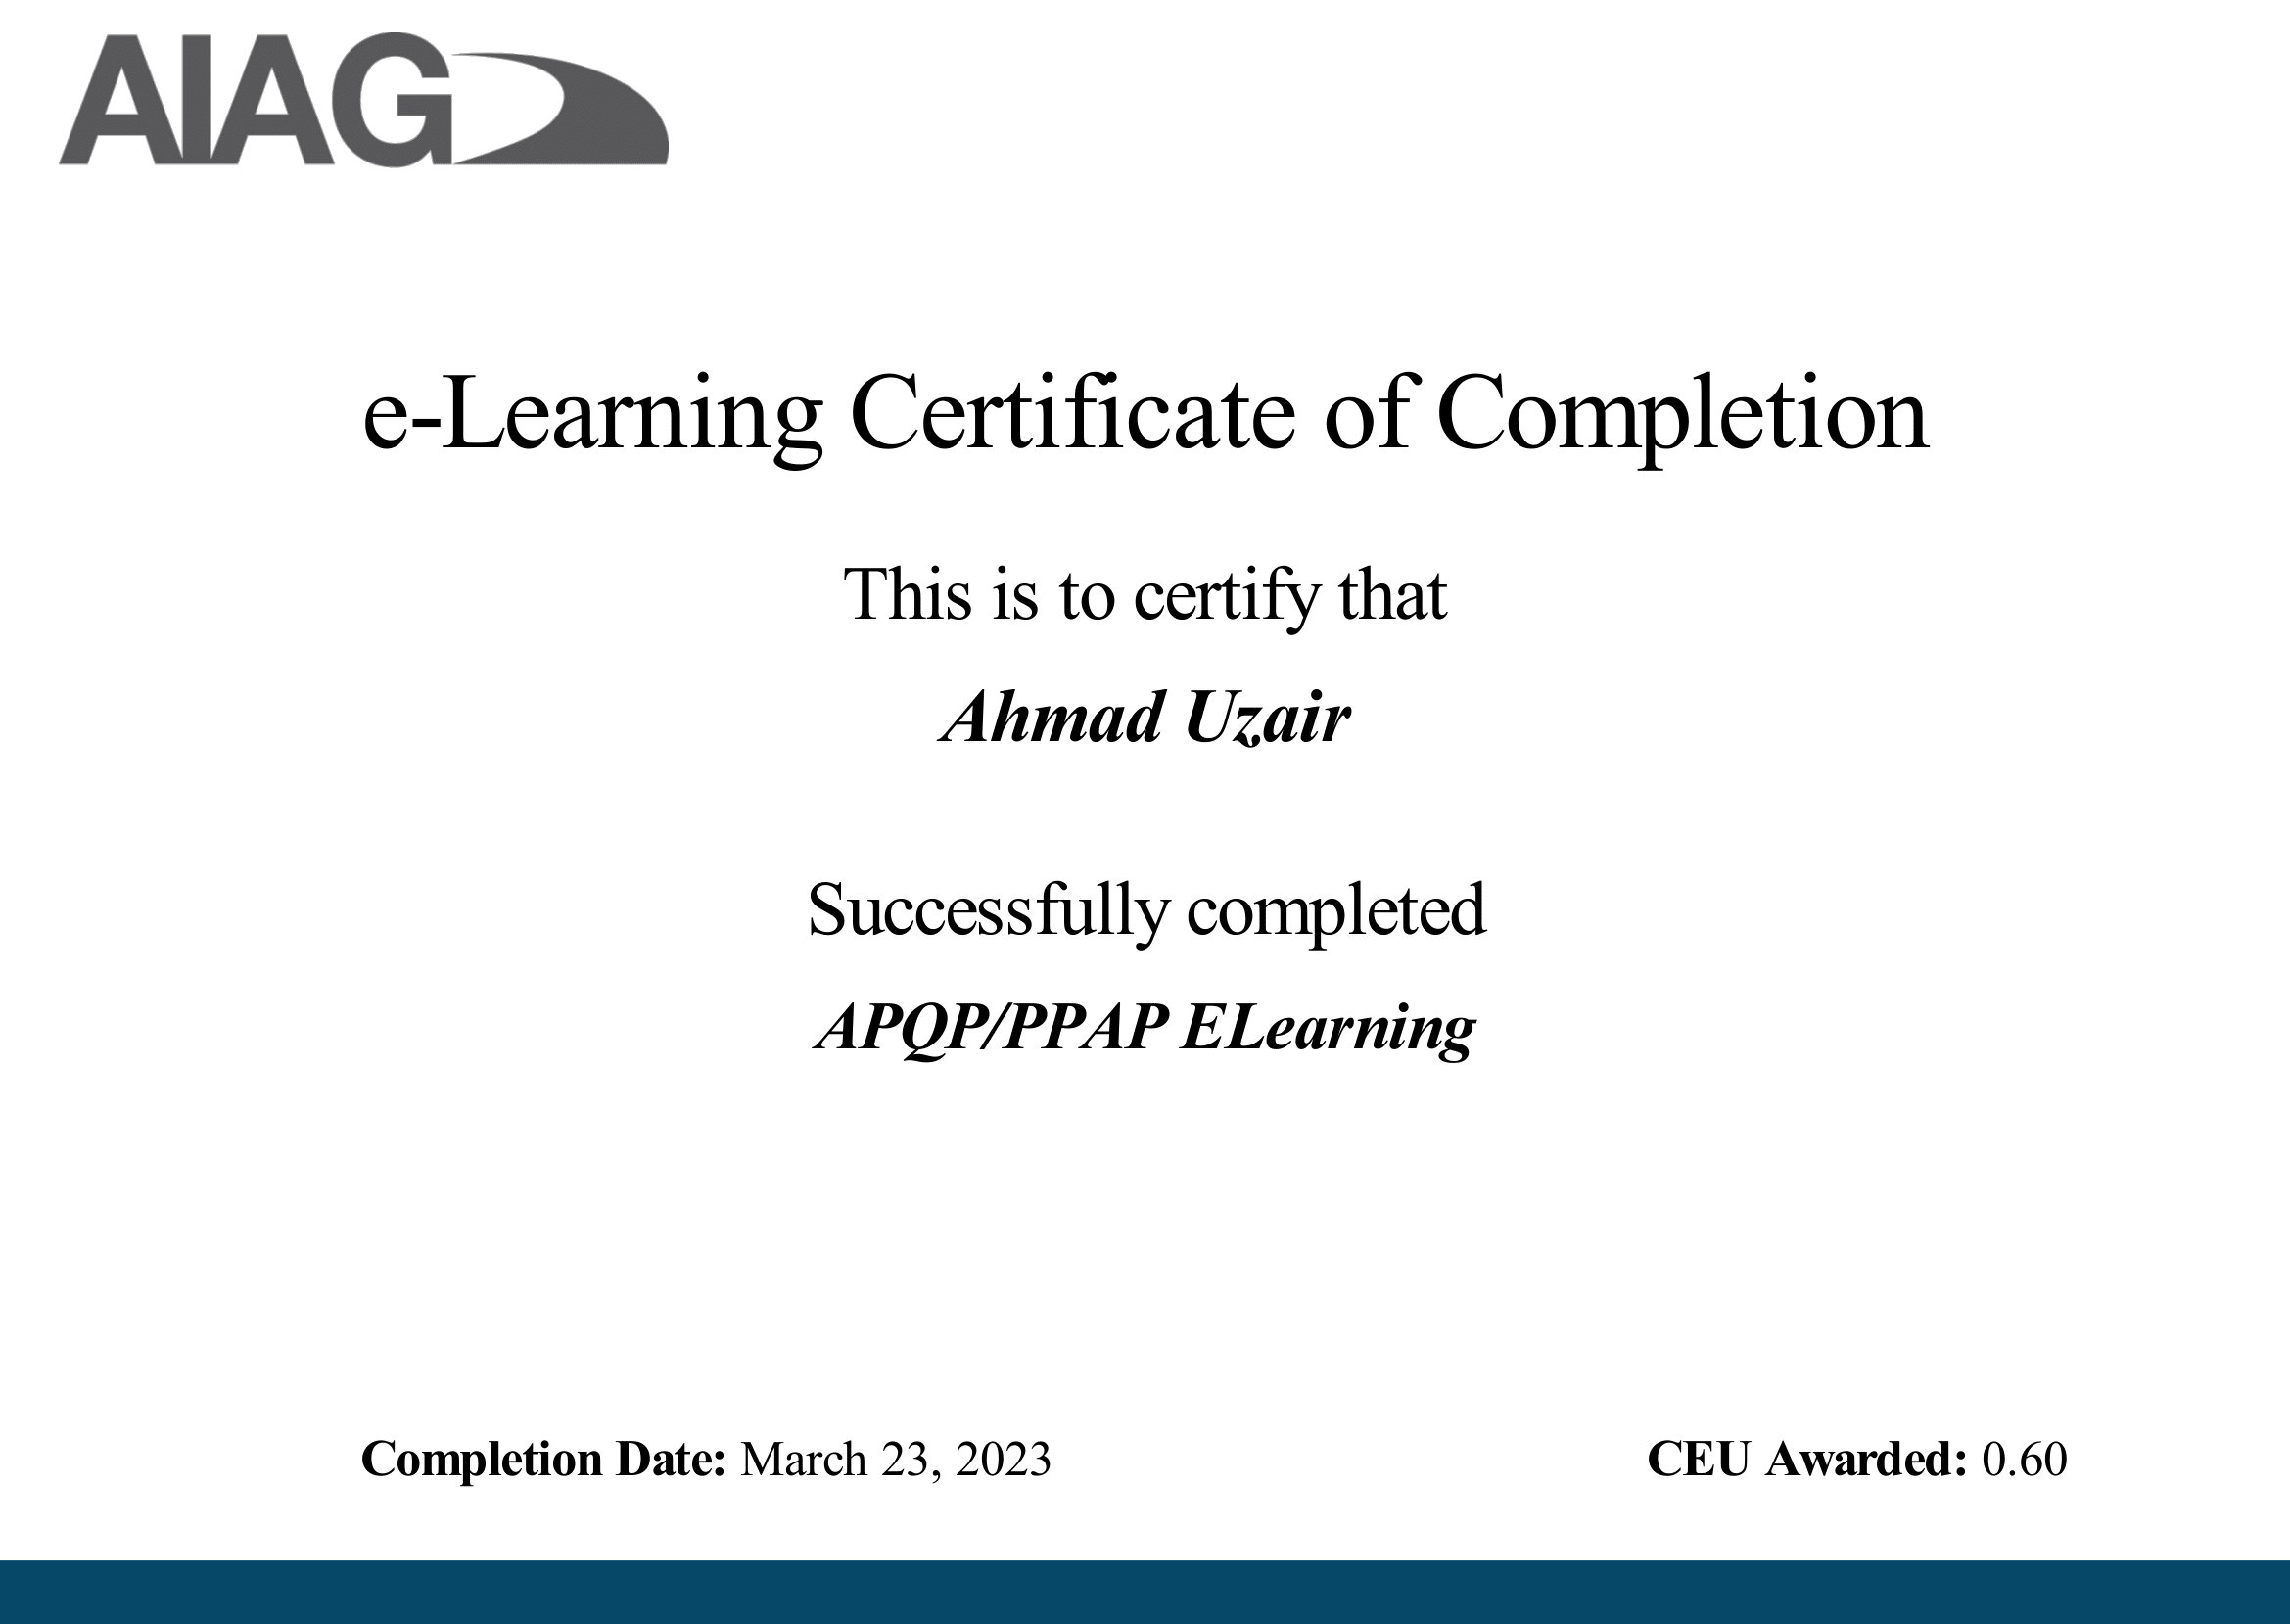 AIAG
e-Learning Certificate of Completion
This is to certify that
Ahmad Uzair
Successfully completed
APQP/PPAP ELearning
Completion Date: March 23, 2023
CEU Awarded: 0.60